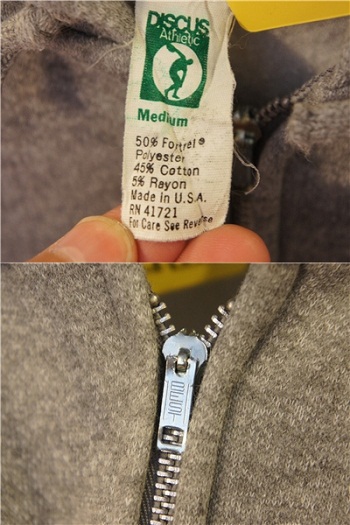 DISCUS
Athletic
Medium
50% Fortrel®
Polyester
45% Cotton
5% Rayon
Made in U.S.A.
RN 41721
For Care See Reverse